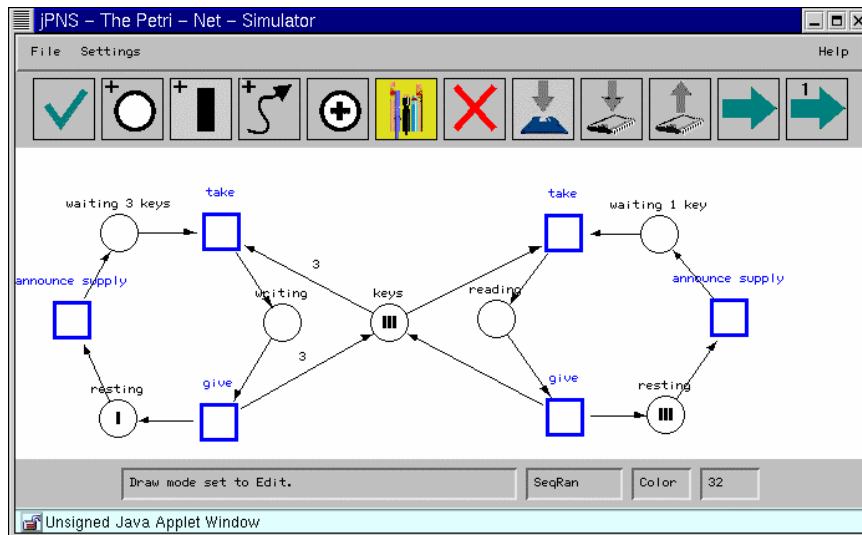 jPNS – The Petri – Net – Simulator
File Settings Help
1
take
take
waiting 3 keys
waiting 1 key
3
announce supply
announce supply
writing
keys
reading
III
3
give
give
resting
resting
I
III
Draw mode set to Edit.
SeqRan
Color
32
Unsigned Java Applet Window